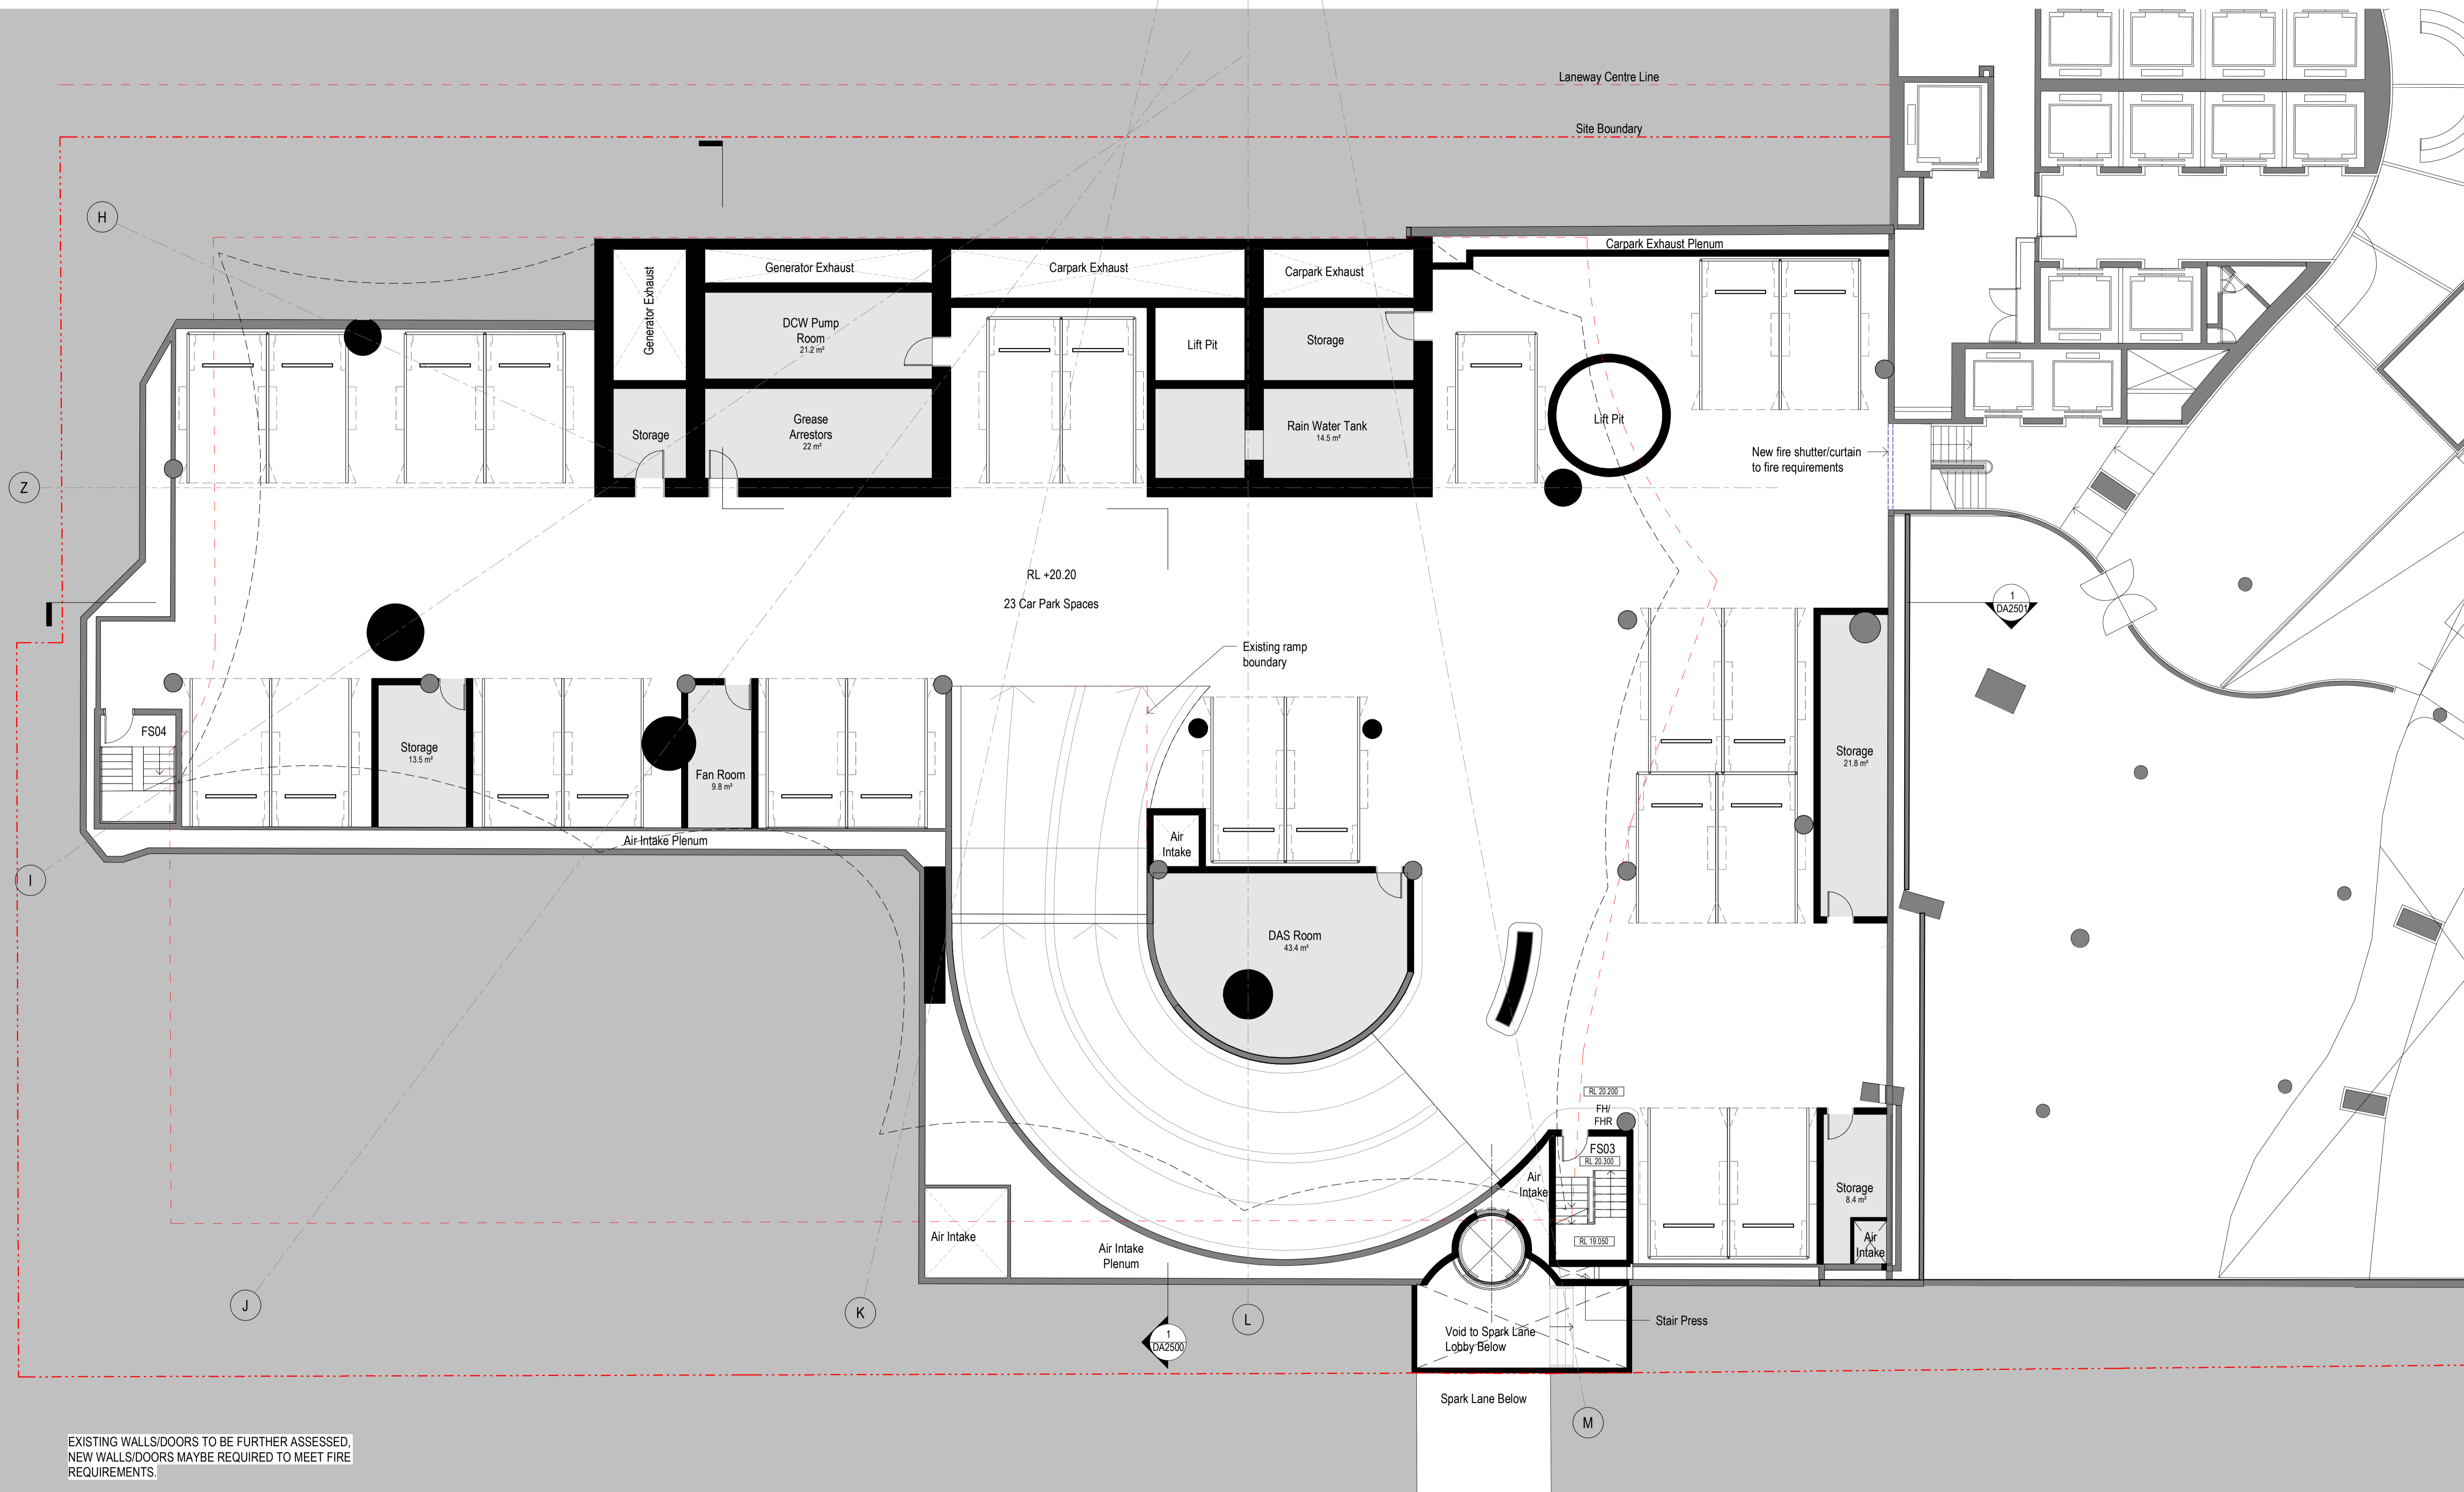 Laneway Centre Line
Site Boundary
H
Carpark Exhaust Plenum
Generator Exhaust
Generator Exhaust
Carpark Exhaust
Carpark Exhaust
DCW Pump
Room
21.2 m²
Lift Pit
Storage
Lift Pit
Storage
Grease
Arrestors
22 m²
Rain Water Tank
14.5 m²
New fire shutter/curtain
to fire requirements
Z
RL +20.20
23 Car Park Spaces
1
DA2501
Existing ramp
boundary
FS04
Storage
13.5 m²
Fan Room
9.8 m²
Storage
21.8 m²
Air Intake Plenum
Air
Intake
I
DAS Room
43.4 m²
RL 20.200
FH/
FHR
FS03
RL 20.300
Air
Intake
Storage
8.4 m²
Air Intake
Air Intake
Plenum
RL 19.050
Air
Intake
J
K
L
1
DA2500
Void to Spark Lane
Lobby Below
Stair Press
Spark Lane Below
M
EXISTING WALLS/DOORS TO BE FURTHER ASSESSED,
NEW WALLS/DOORS MAYBE REQUIRED TO MEET FIRE
REQUIREMENTS.